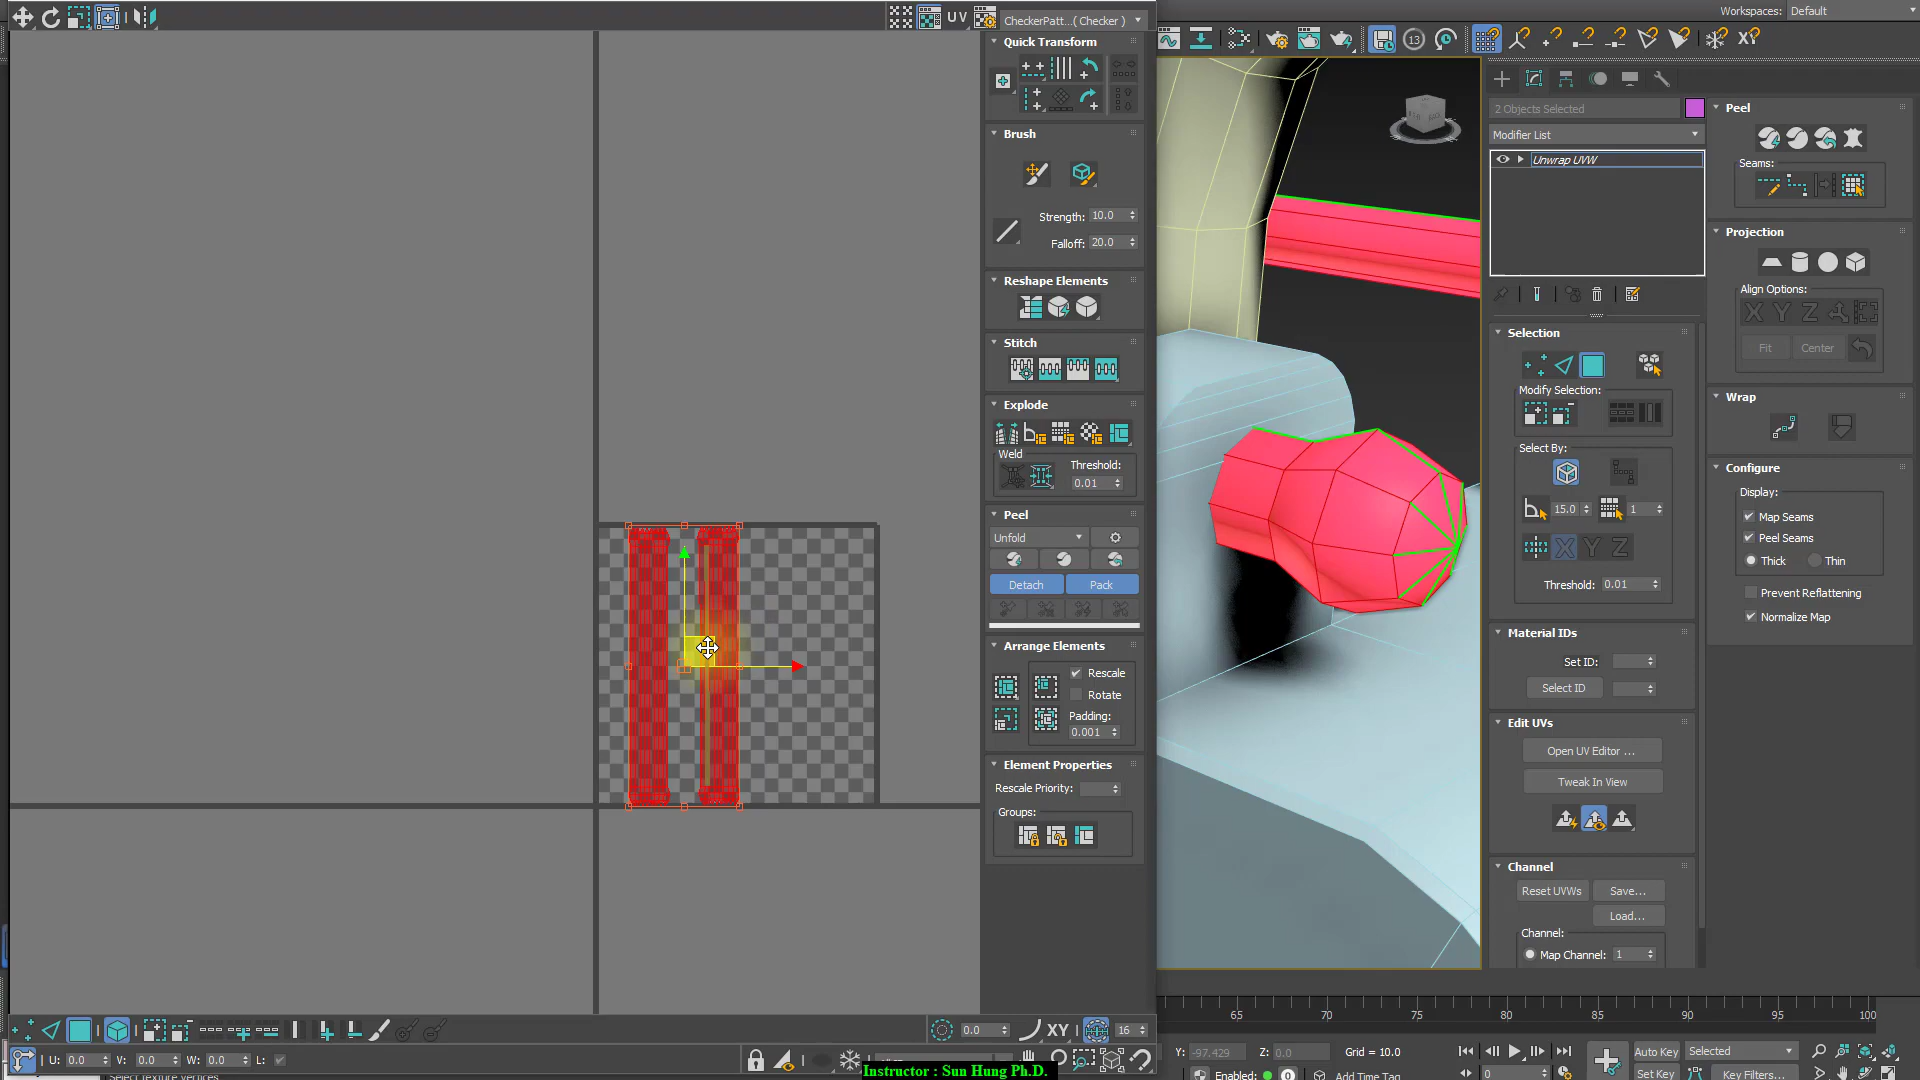 Workspaces: Default
UV
CheckerPatt...( Checker )
13
XY
Quick Transform
Brush
Strength: 10.0
Falloff: 20.0
Reshape Elements
Stitch
Explode
Weld
Threshold:
0.01
Peel
Unfold
Detach
Pack
Arrange Elements
Rescale
Rotate
Padding:
0.001
Element Properties
Rescale Priority:
Groups:
2 Objects Selected
Modifier List
Unwrap UVW
Selection
Modify Selection:
Select By:
15.0
1
X Y Z
Threshold: 0.01
Material IDs
Set ID:
Select ID
Edit UVs
Open UV Editor ...
Tweak In View
Channel
Reset UVWs
Save...
Load...
Channel:
Map Channel: 1
Peel
Seams:
Projection
Align Options:
X Y Z
Fit
Center
Wrap
Configure
Display:
Map Seams
Peel Seams
Thick
Thin
Prevent Reflattening
Normalize Map
65 70 75 80 85 90 95 100
0.0
XY
16
U: 0.0
V: 0.0
W: 0.0
L:
Y: -97.429
Z: 0.0
Grid = 10.0
Auto Key
Selected
Enabled:
0
Add Time Tag
0
Set Key
Key Filters...
Instructor : Sun Hung Ph.D.
Select texture vertices